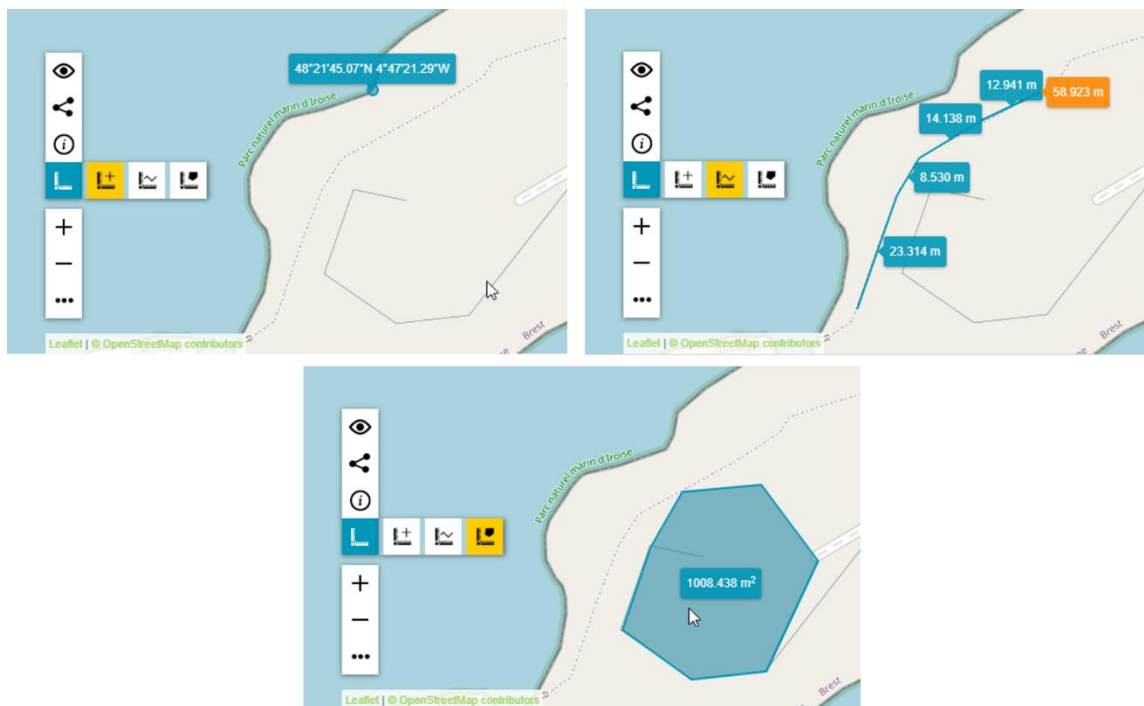 48°21'45.07"N 4°47'21.29"W
Parc naturel marin d'Iroise
Brest
Leaflet | © OpenStreetMap contributors
12.941 m
58.923 m
14.138 m
Parc naturel marin d'Iroise
8.530 m
23.314 m
Brest
Leaflet | © OpenStreetMap contributors
Parc naturel marin d'Iroise
1008.438 m²
Brest
Leaflet | © OpenStreetMap contributors